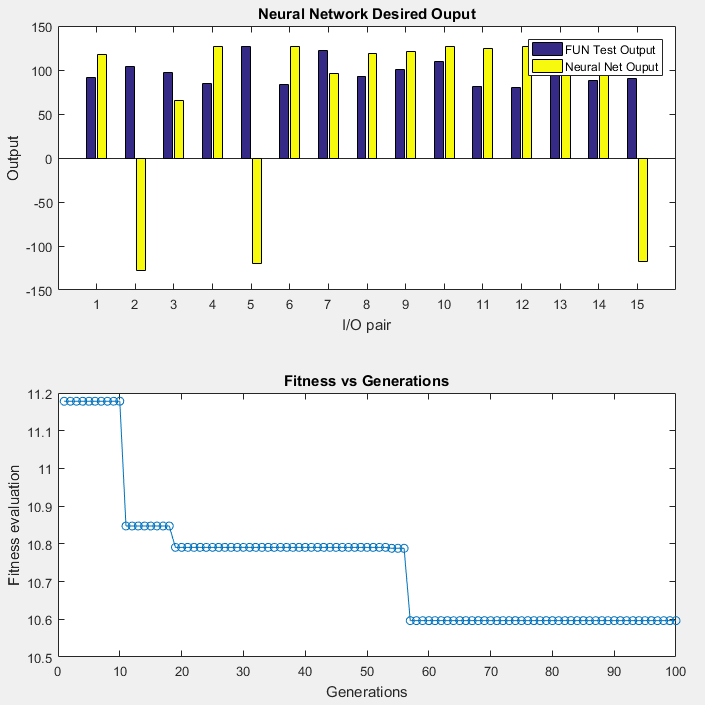 Neural Network Desired Ouput
150
100
50
0
-50
-100
-150
Output
FUN Test Output
Neural Net Ouput
1 2 3 4 5 6 7 8 9 10 11 12 13 14 15
I/O pair
Fitness vs Generations
11.2
11.1
11
10.9
10.8
10.7
10.6
10.5
Fitness evaluation
0 10 20 30 40 50 60 70 80 90 100
Generations